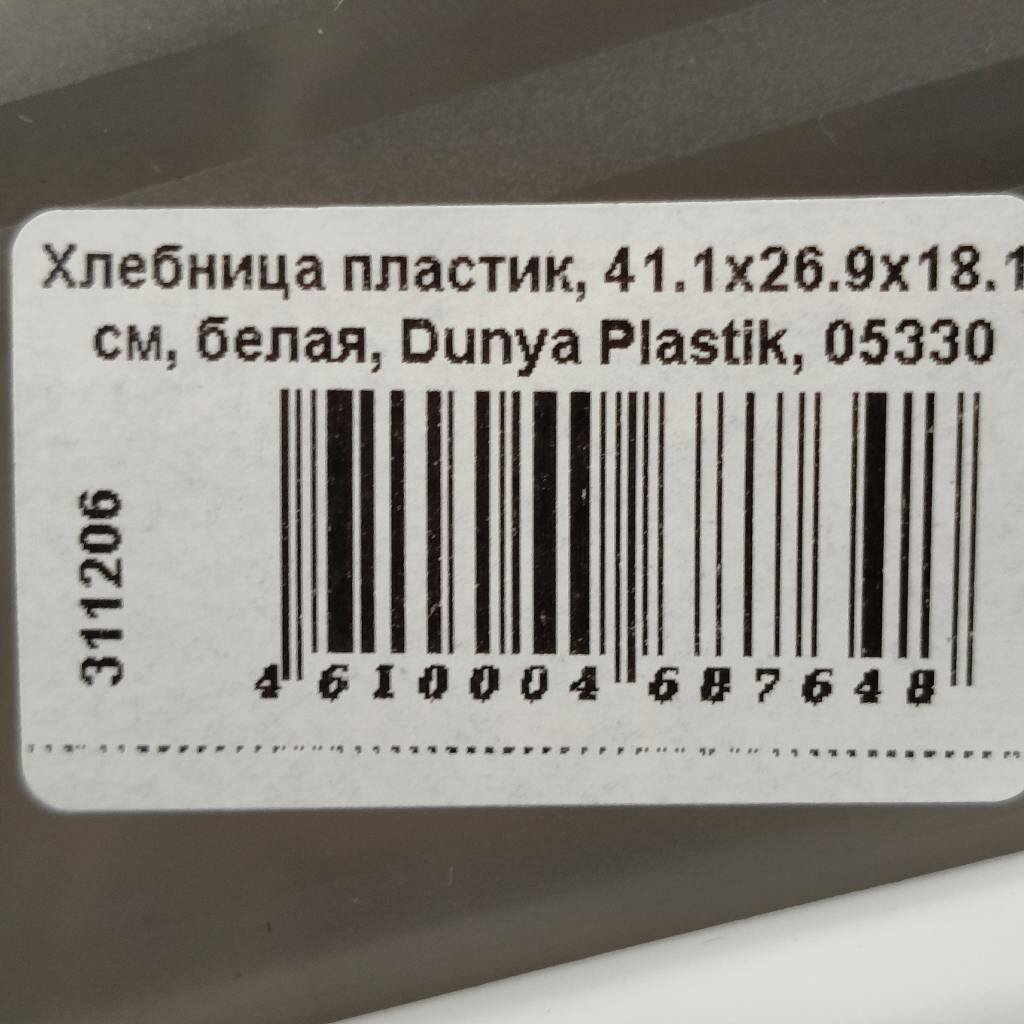 Хлебница пластик, 41.1x26.9x18.1
см, белая, Dunya Plastik, 05330
311206
4 610004 687648